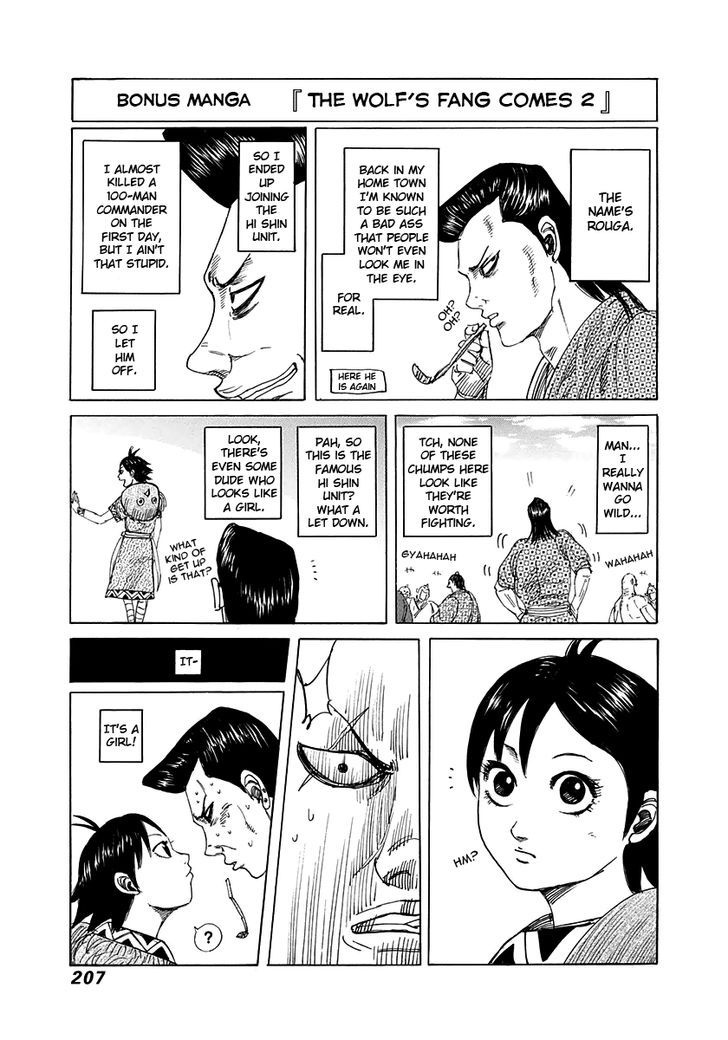 BONUS MANGA 『THE WOLF'S FANG COMES 2』
THE
NAME'S
ROUGA.
BACK IN MY
HOME TOWN
I'M KNOWN
TO BE SUCH
A BAD ASS
THAT PEOPLE
WON'T EVEN
LOOK ME IN
THE EYE.
FOR
REAL.
OH?
OH?
HERE HE
IS AGAIN
SO I
ENDED
UP
JOINING
THE
HI SHIN
UNIT.
I ALMOST
KILLED A
100-MAN
COMMANDER
ON THE
FIRST DAY,
BUT I AIN'T
THAT STUPID.
SO I
LET
HIM
OFF.
MAN...
I
REALLY
WANNA
GO
WILD...
TCH, NONE
OF THESE
CHUMPS HERE
LOOK LIKE
THEY'RE
WORTH
FIGHTING.
GYAHAHAH
WAHAHAH
PAH, SO
THIS IS THE
FAMOUS
HI SHIN
UNIT?
WHAT A
LET DOWN.
LOOK,
THERE'S
EVEN SOME
DUDE WHO
LOOKS LIKE
A GIRL.
WHAT
KIND OF
GET UP
IS THAT?
HM?
IT-
IT'S A
GIRL!
?
207